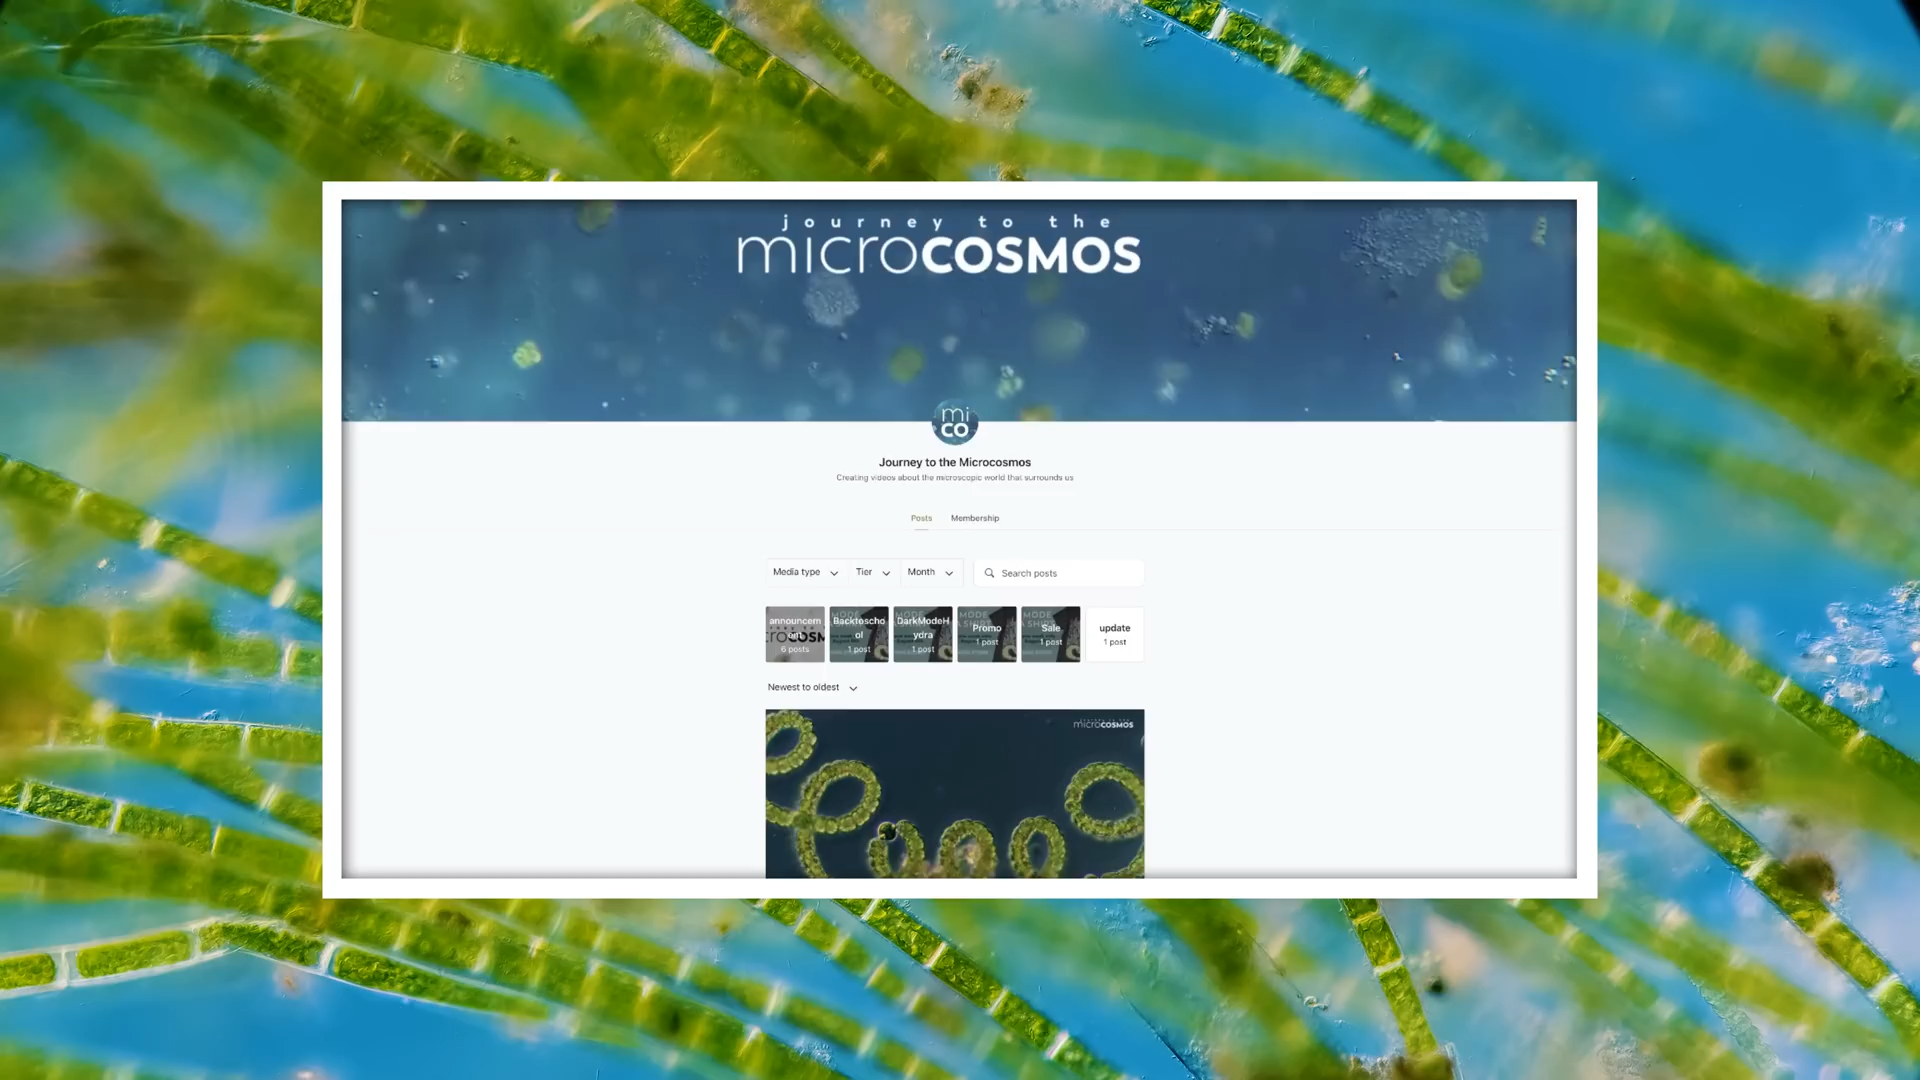 journey to the
microCOSMOS
mi
co
Journey to the Microcosmos
Creating videos about the microscopic world that surrounds us
Posts Membership
Media type Tier Month Search posts
announcem
ent
6 posts
Backtoscho
ol
1 post
DarkModeH
ydra
1 post
Promo
1 post
Sale
1 post
update
1 post
Newest to oldest
microCOSMOS